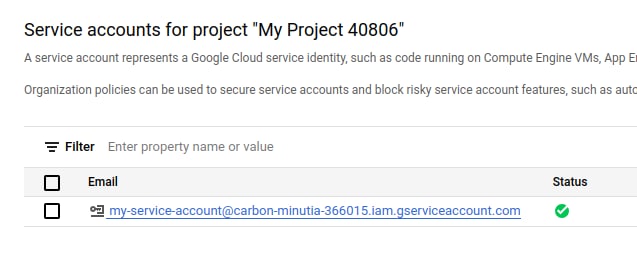 Service accounts for project "My Project 40806"
A service account represents a Google Cloud service identity, such as code running on Compute Engine VMs, App
Organization policies can be used to secure service accounts and block risky service account features, such as
Filter Enter property name or value
Email Status
my-service-account@carbon-minutia-366015.iam.gserviceaccount.com